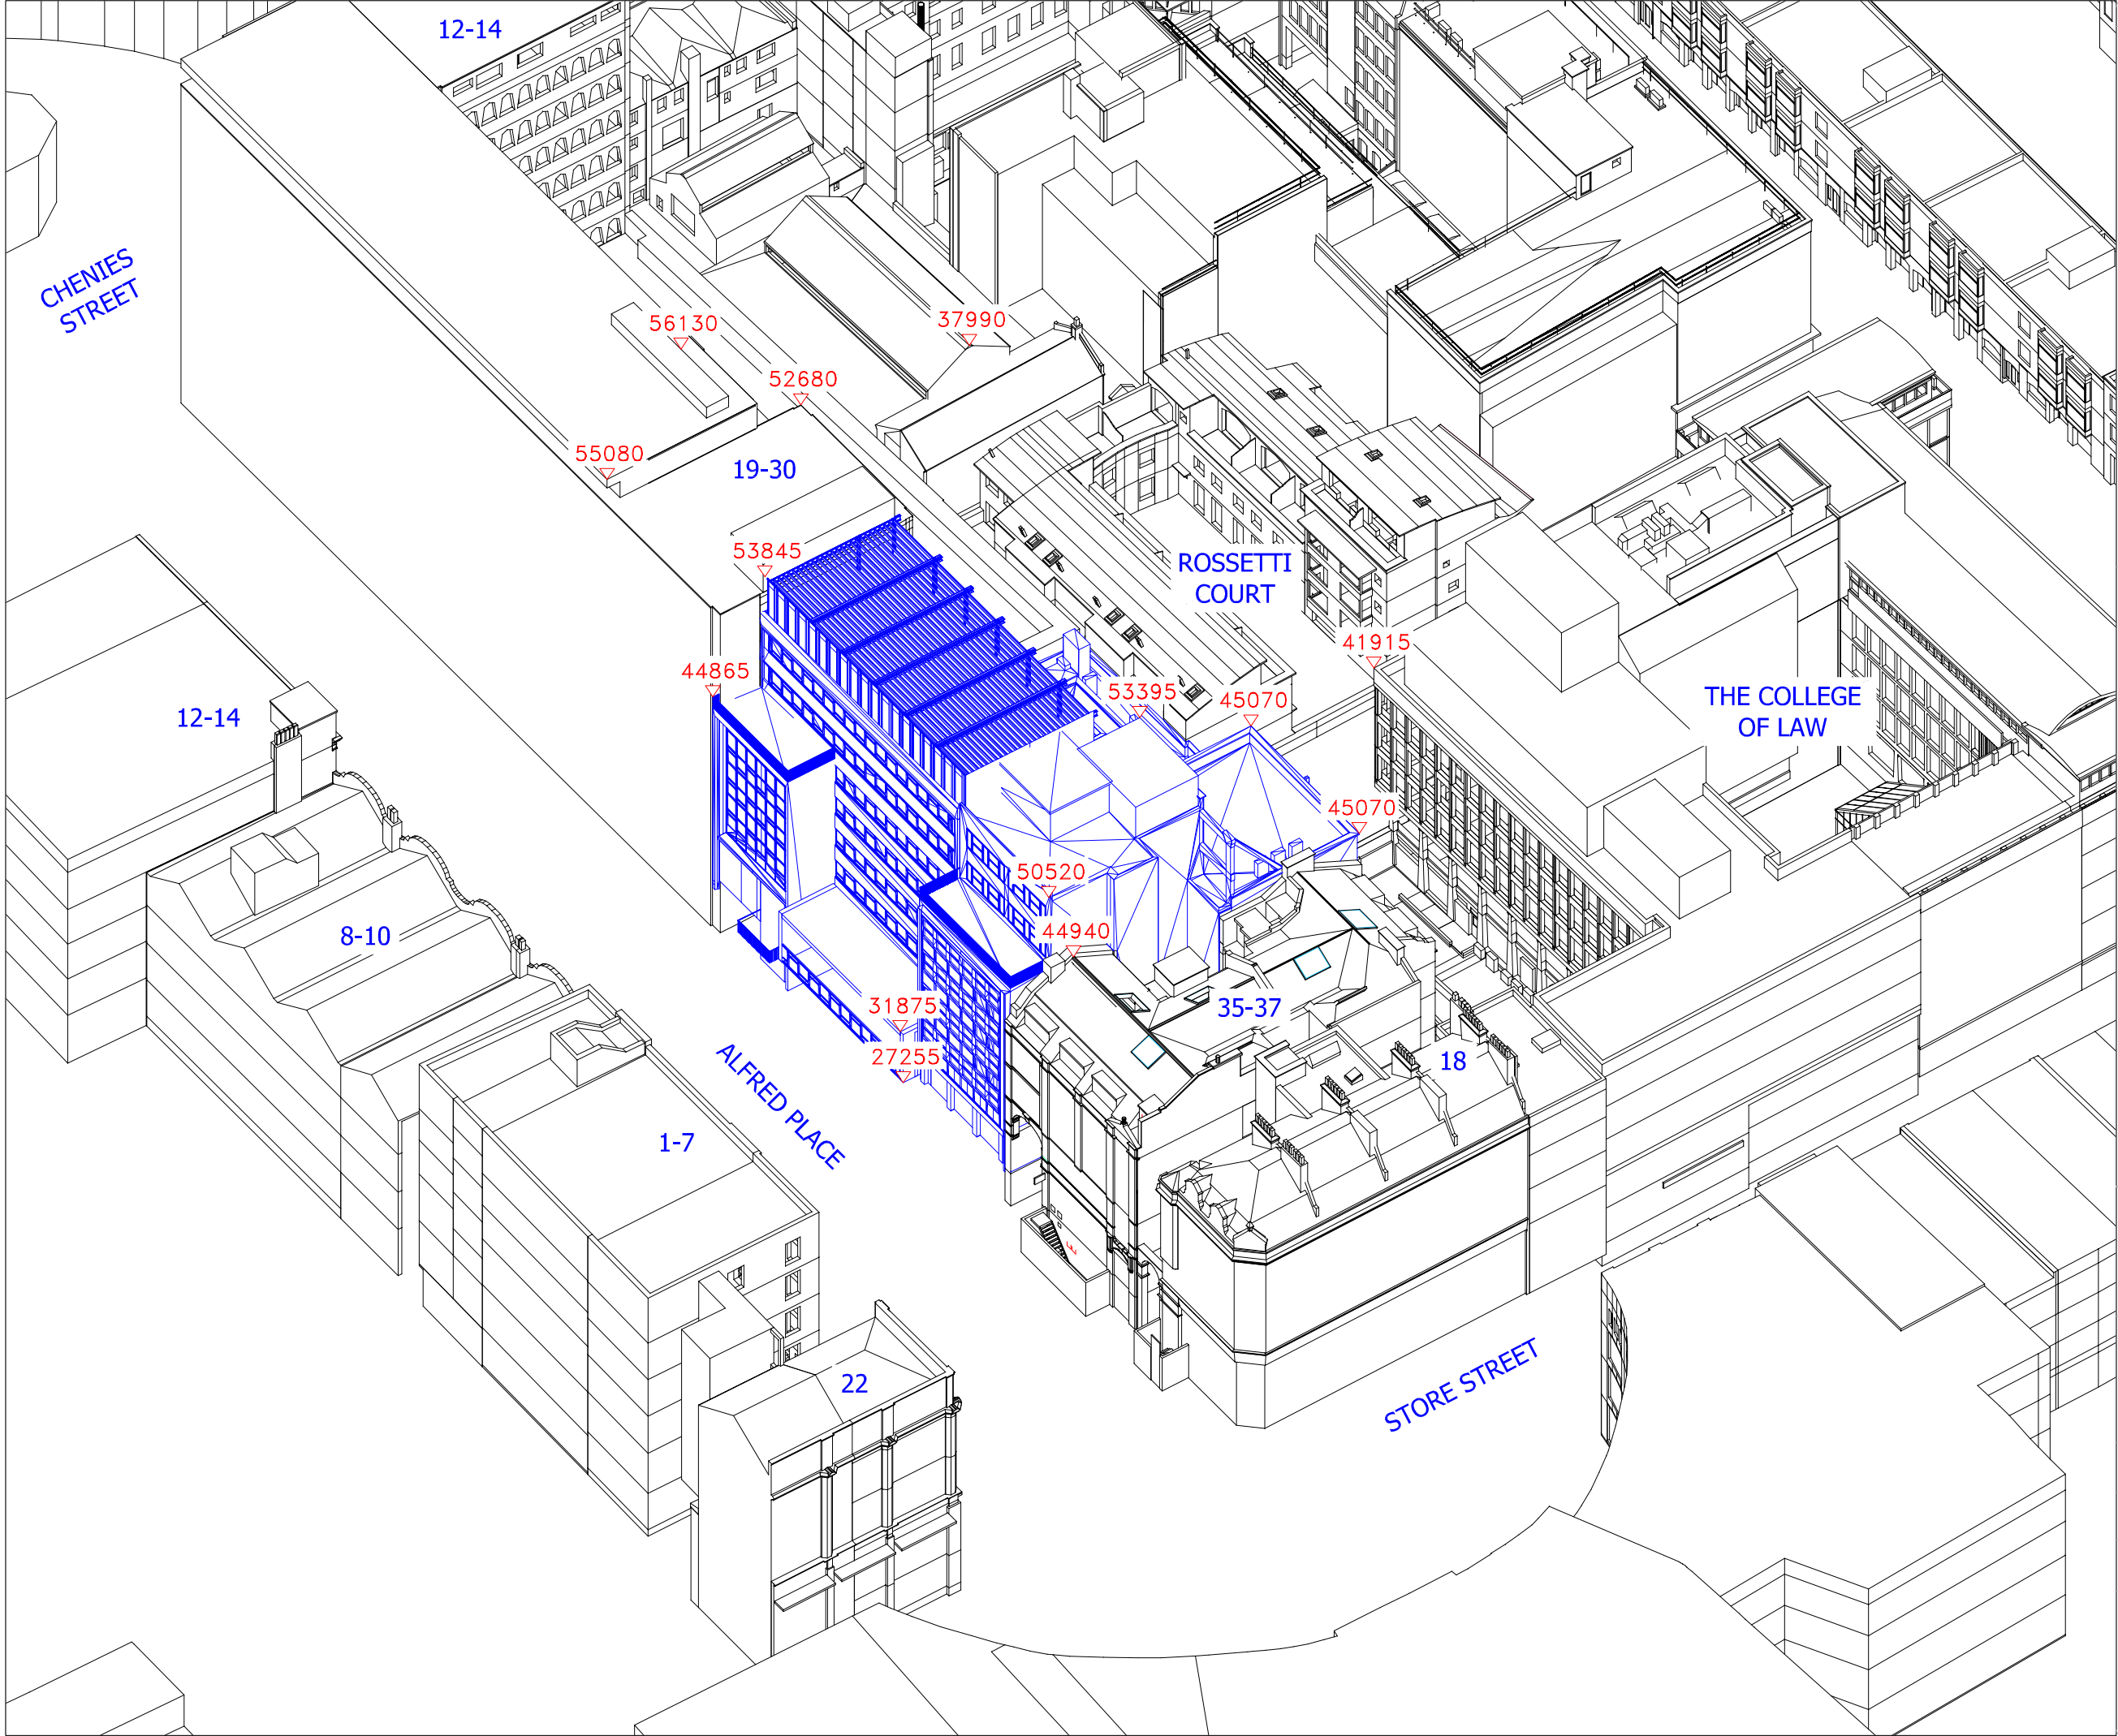 12-14
CHENIES
STREET
56130
37990
52680
55080
19-30
53845
ROSSETTI
COURT
41915
44865
53395
45070
THE COLLEGE
OF LAW
12-14
45070
50520
44940
8-10
35-37
31875
27255
18
ALFRED PLACE
1-7
22
STORE STREET